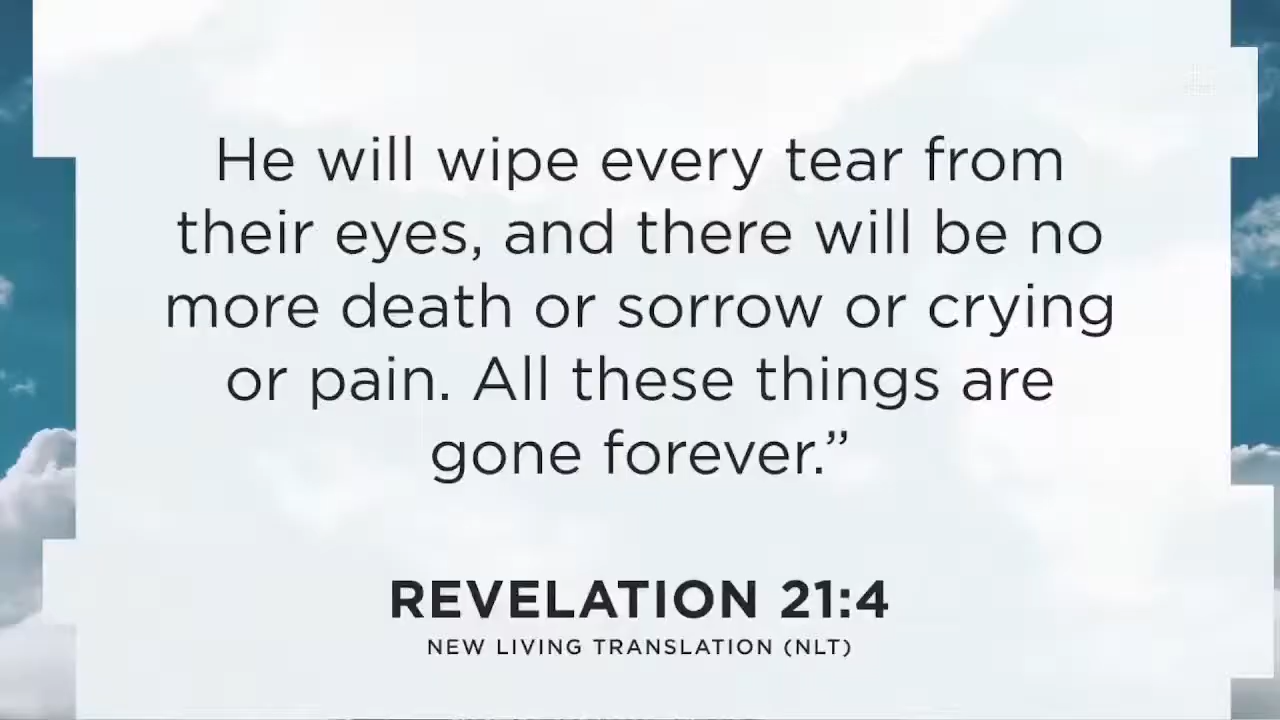 He will wipe every tear from
their eyes, and there will be no
more death or sorrow or crying
or pain. All these things are
gone forever.”
REVELATION 21:4
NEW LIVING TRANSLATION (NLT)